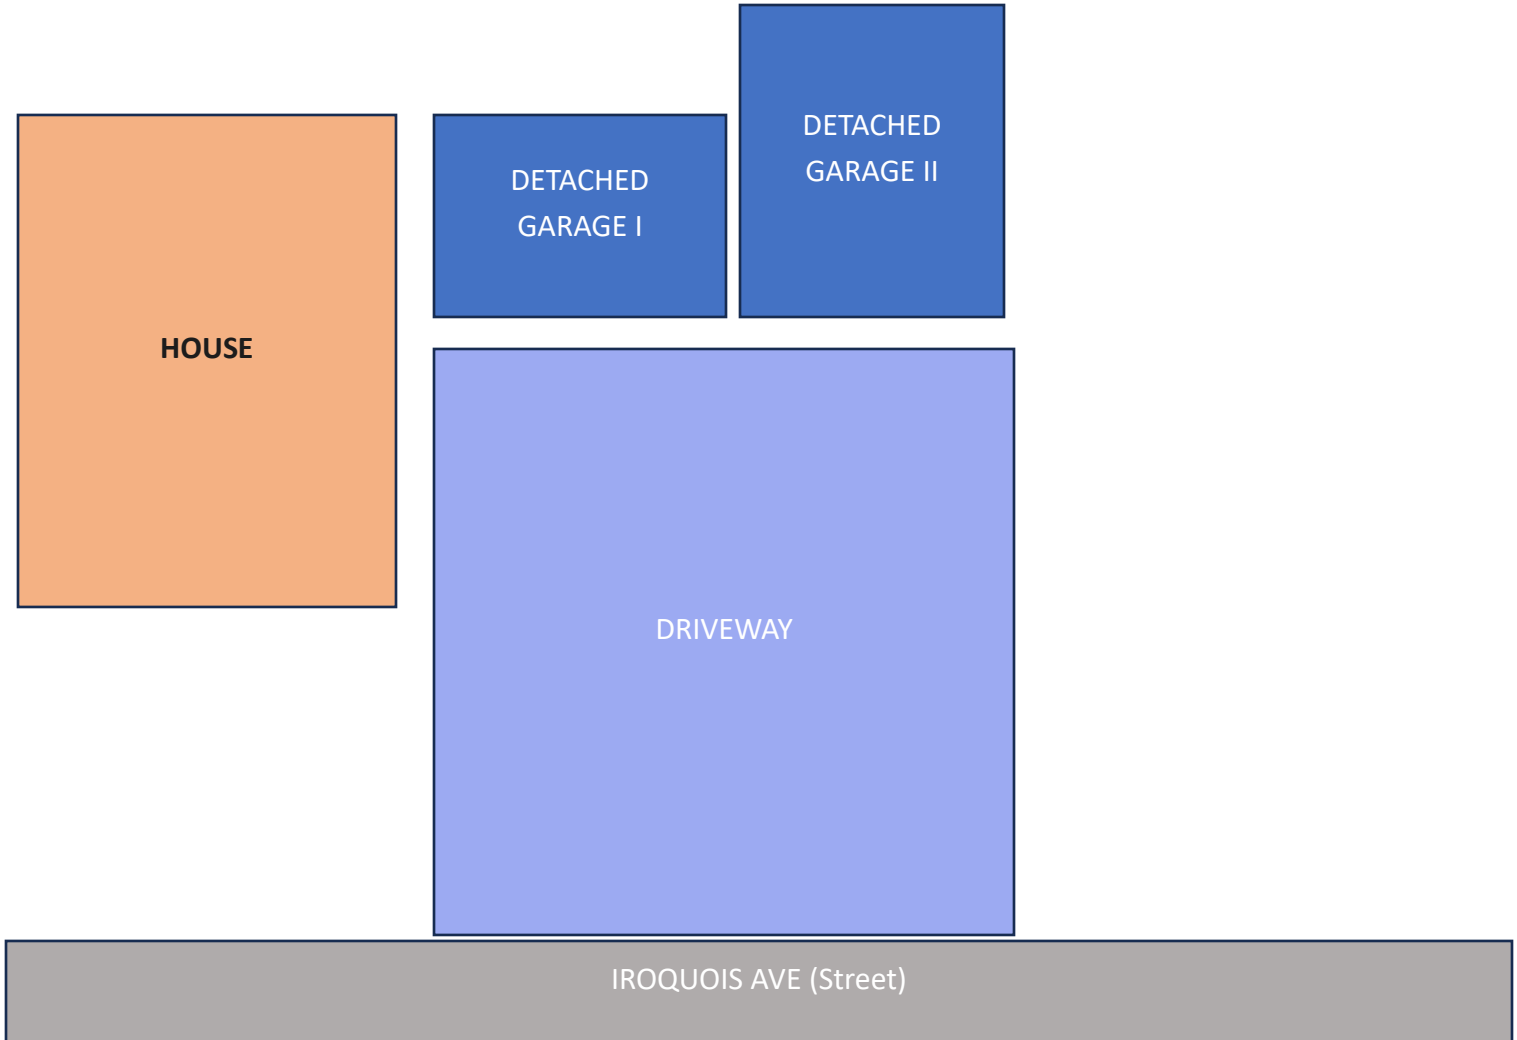 DETACHED
GARAGE II
DETACHED
GARAGE I
HOUSE
DRIVEWAY
IROQUOIS AVE (Street)